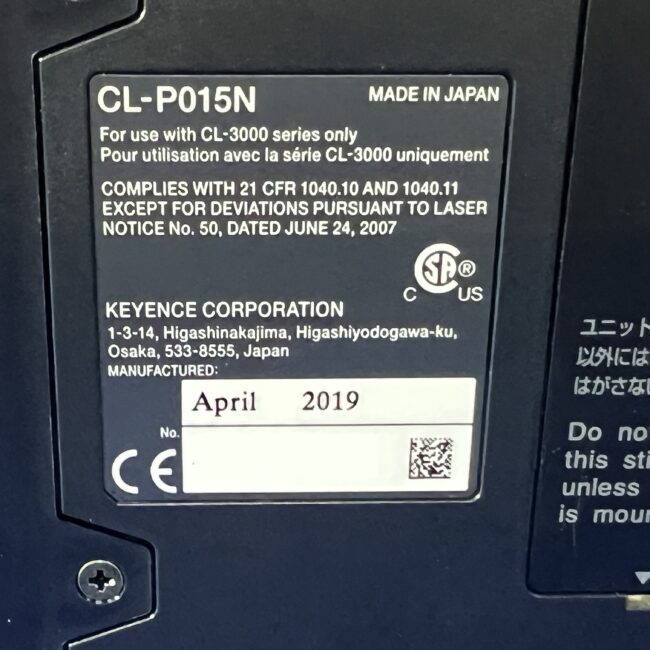 CL-P015N
MADE IN JAPAN
For use with CL-3000 series only
Pour utilisation avec la série CL-3000 uniquement
COMPLIES WITH 21 CFR 1040.10 AND 1040.11
EXCEPT FOR DEVIATIONS PURSUANT TO LASER
NOTICE No. 50, DATED JUNE 24, 2007
SA ®
C US
KEYENCE CORPORATION
1-3-14, Higashinakajima, Higashiyodogawa-ku,
Osaka, 533-8555, Japan
MANUFACTURED:
April 2019
No.
CE
ユニット
以外には
はがさな
Do no
this sti
unless
is mour